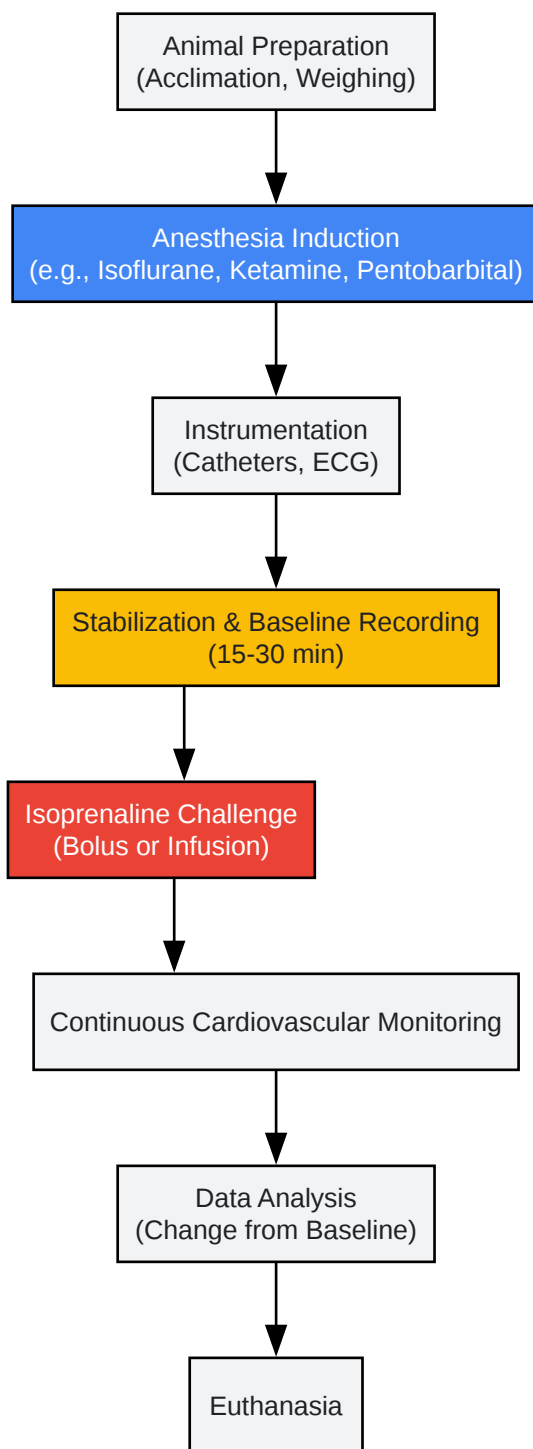 Animal Preparation
(Acclimation, Weighing)
Anesthesia Induction
(e.g., Isoflurane, Ketamine, Pentobarbital)
Instrumentation
(Catheters, ECG)
Stabilization & Baseline Recording
(15-30 min)
Isoprenaline Challenge
(Bolus or Infusion)
Continuous Cardiovascular Monitoring
Data Analysis
(Change from Baseline)
Euthanasia